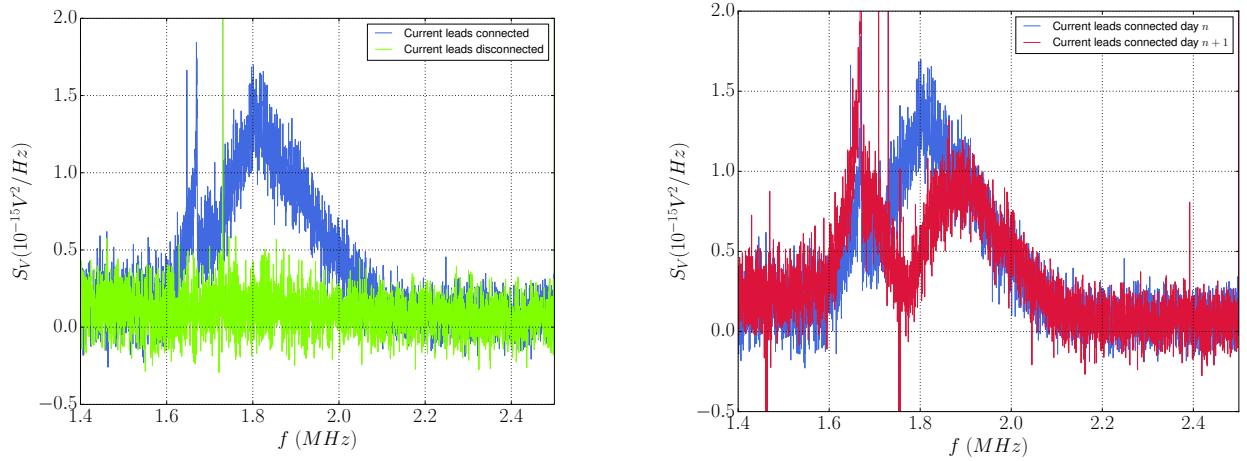 2.0
1.5
1.0
0.5
0.0
−0.5
1.4 1.6 1.8 2.0 2.2 2.4
f (MHz)
S_V(10^{-15}V^2/Hz)
Current leads connected
Current leads disconnected
2.0
1.5
1.0
0.5
0.0
−0.5
1.4 1.6 1.8 2.0 2.2 2.4
f (MHz)
S_V(10^{-15}V^2/Hz)
Current leads connected day n
Current leads connected day n + 1